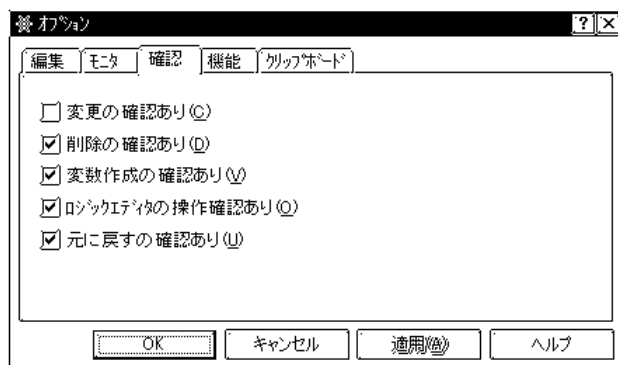 ｵﾌﾟｼｮﾝ
編集 ﾓﾆﾀ 確認 機能 ｸﾘｯﾌﾟﾎﾞｰﾄﾞ
変更の確認あり(C)
削除の確認あり(D)
変数作成の確認あり(V)
ﾛｼﾞｯｸｴﾃﾞｨﾀの操作確認あり(O)
元に戻すの確認あり(U)
OK キャンセル 適用(A) ヘルプ